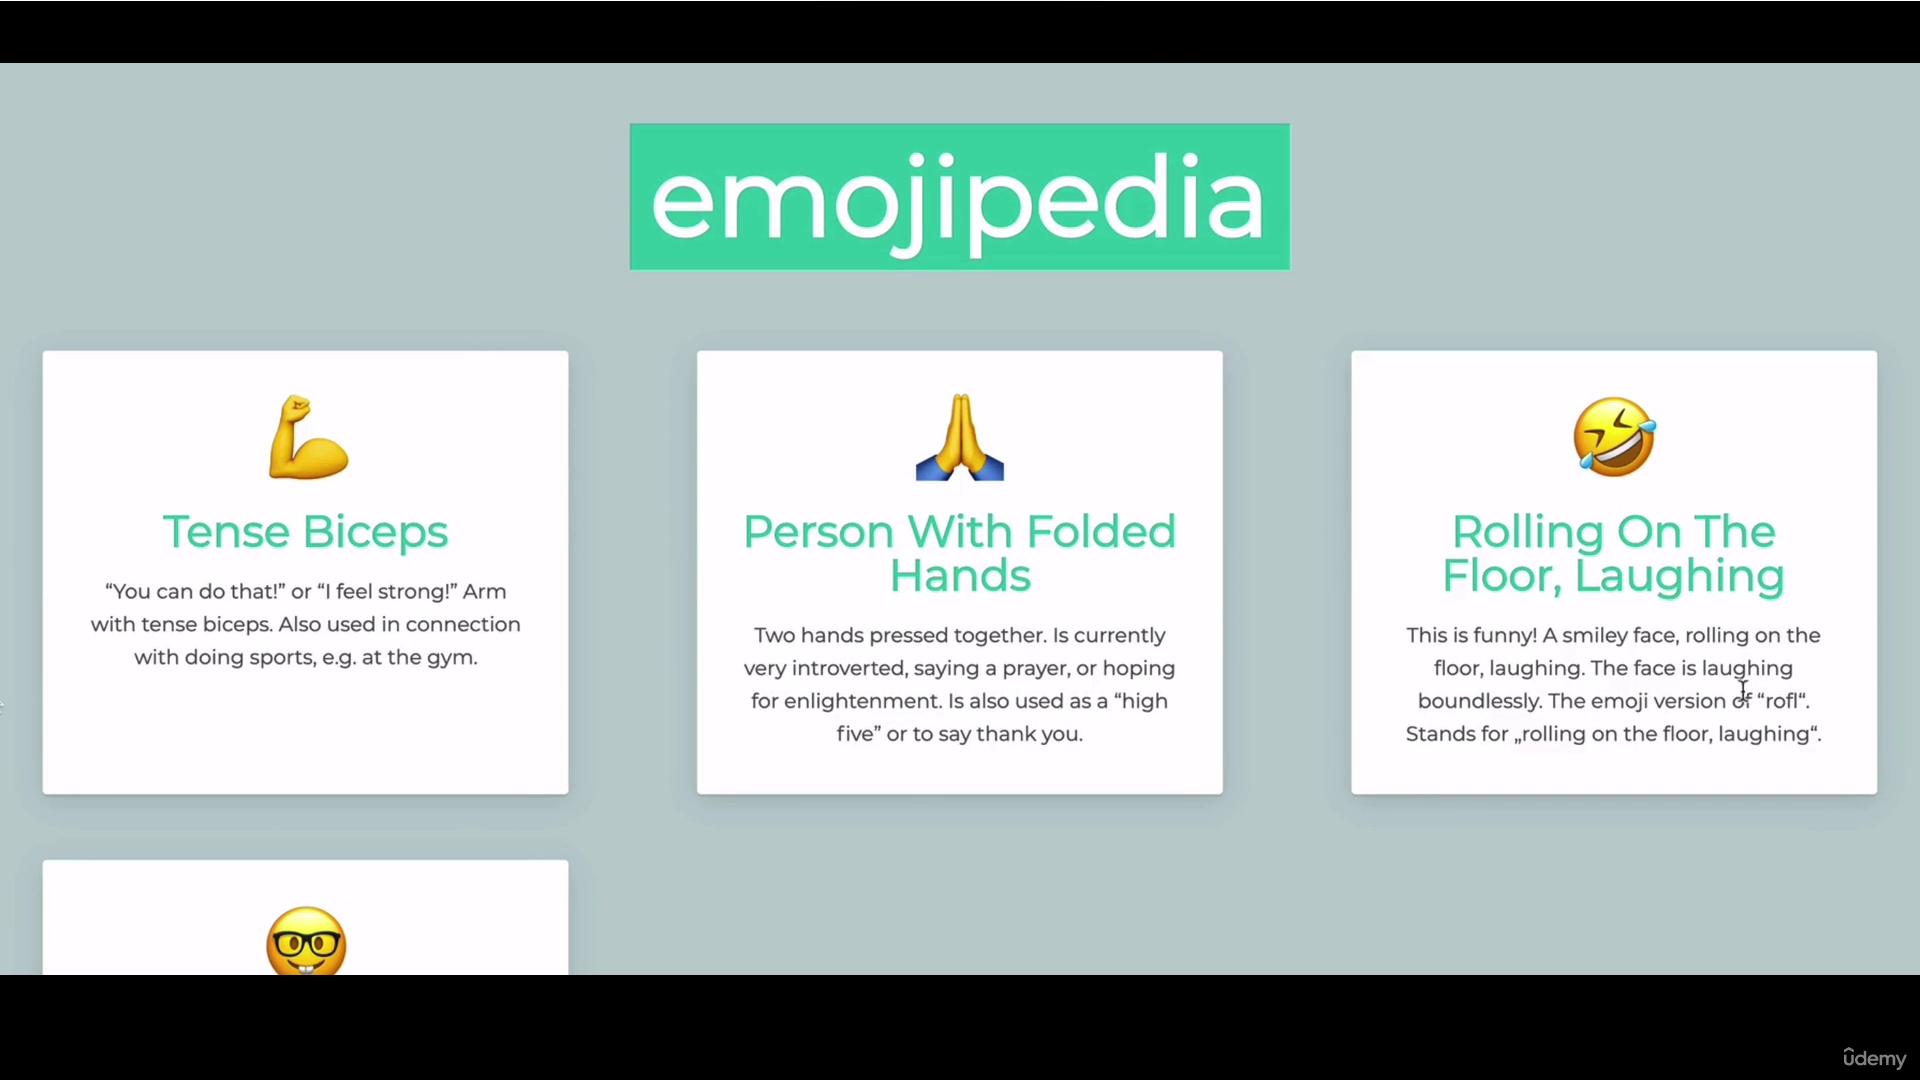 emojipedia
Tense Biceps
“You can do that!” or “I feel strong!” Arm
with tense biceps. Also used in connection
with doing sports, e.g. at the gym.
Person With Folded
Hands
Two hands pressed together. Is currently
very introverted, saying a prayer, or hoping
for enlightenment. Is also used as a “high
five” or to say thank you.
Rolling On The
Floor, Laughing
This is funny! A smiley face, rolling on the
floor, laughing. The face is laughing
boundlessly. The emoji version of “rofl“.
Stands for „rolling on the floor, laughing“.
ûdemy